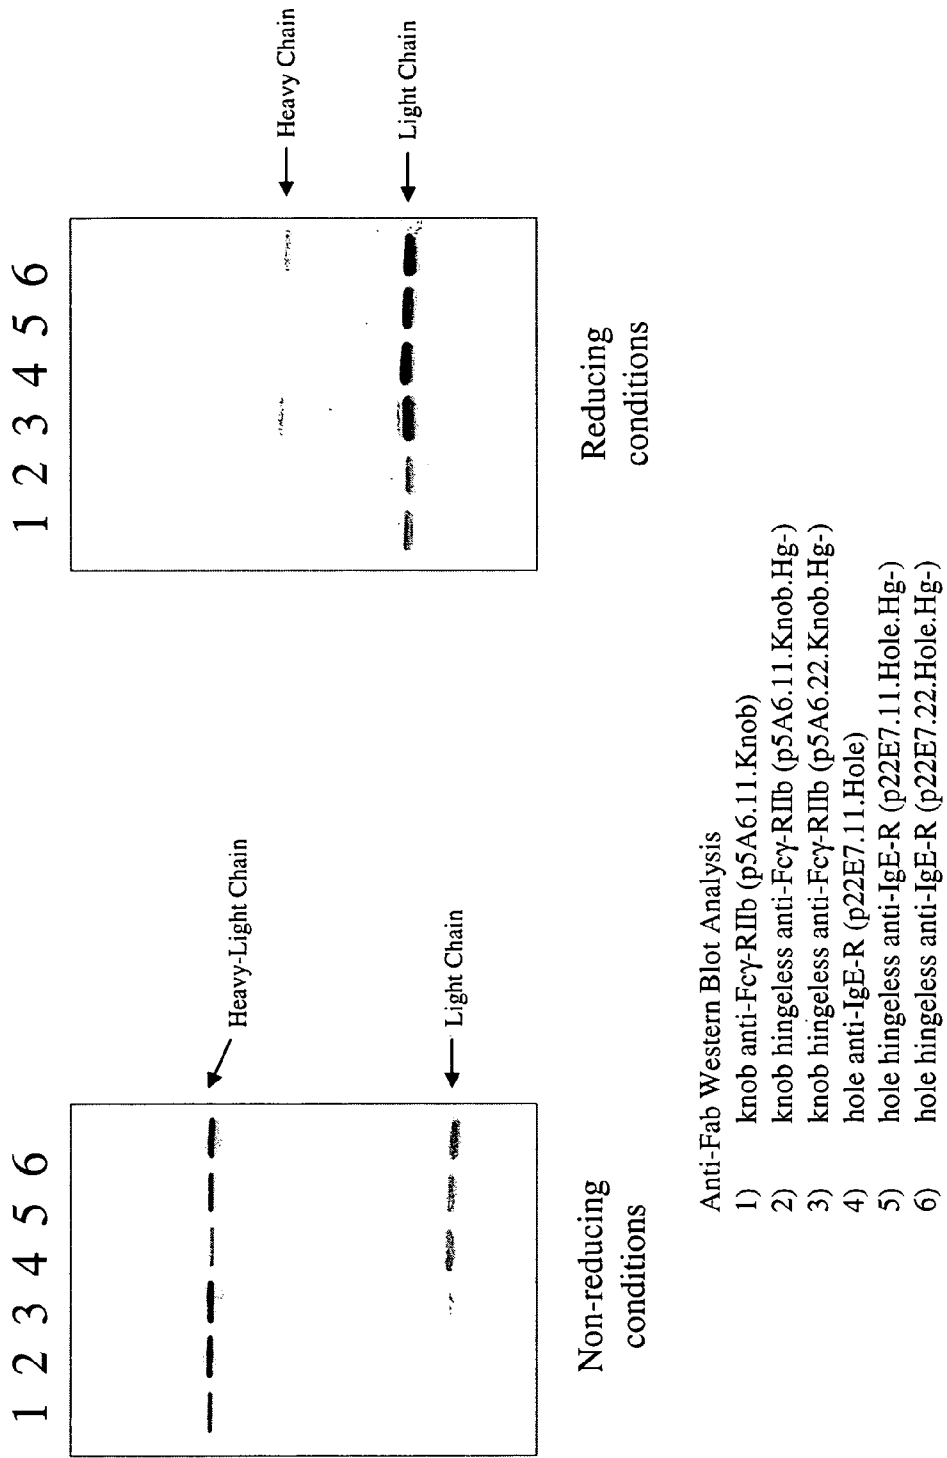 1 2 3 4 5 6
Heavy-Light Chain
Light Chain
Non-reducing
conditions
1 2 3 4 5 6
Heavy Chain
Light Chain
Reducing
conditions
Anti-Fab Western Blot Analysis
1) knob anti-Fcγ-RIIb (p5A6.11.Knob)
2) knob hingeless anti-Fcγ-RIIb (p5A6.11.Knob.Hg-)
3) knob hingeless anti-Fcγ-RIIb (p5A6.22.Knob.Hg-)
4) hole anti-IgE-R (p22E7.11.Hole)
5) hole hingeless anti-IgE-R (p22E7.11.Hole.Hg-)
6) hole hingeless anti-IgE-R (p22E7.22.Hole.Hg-)